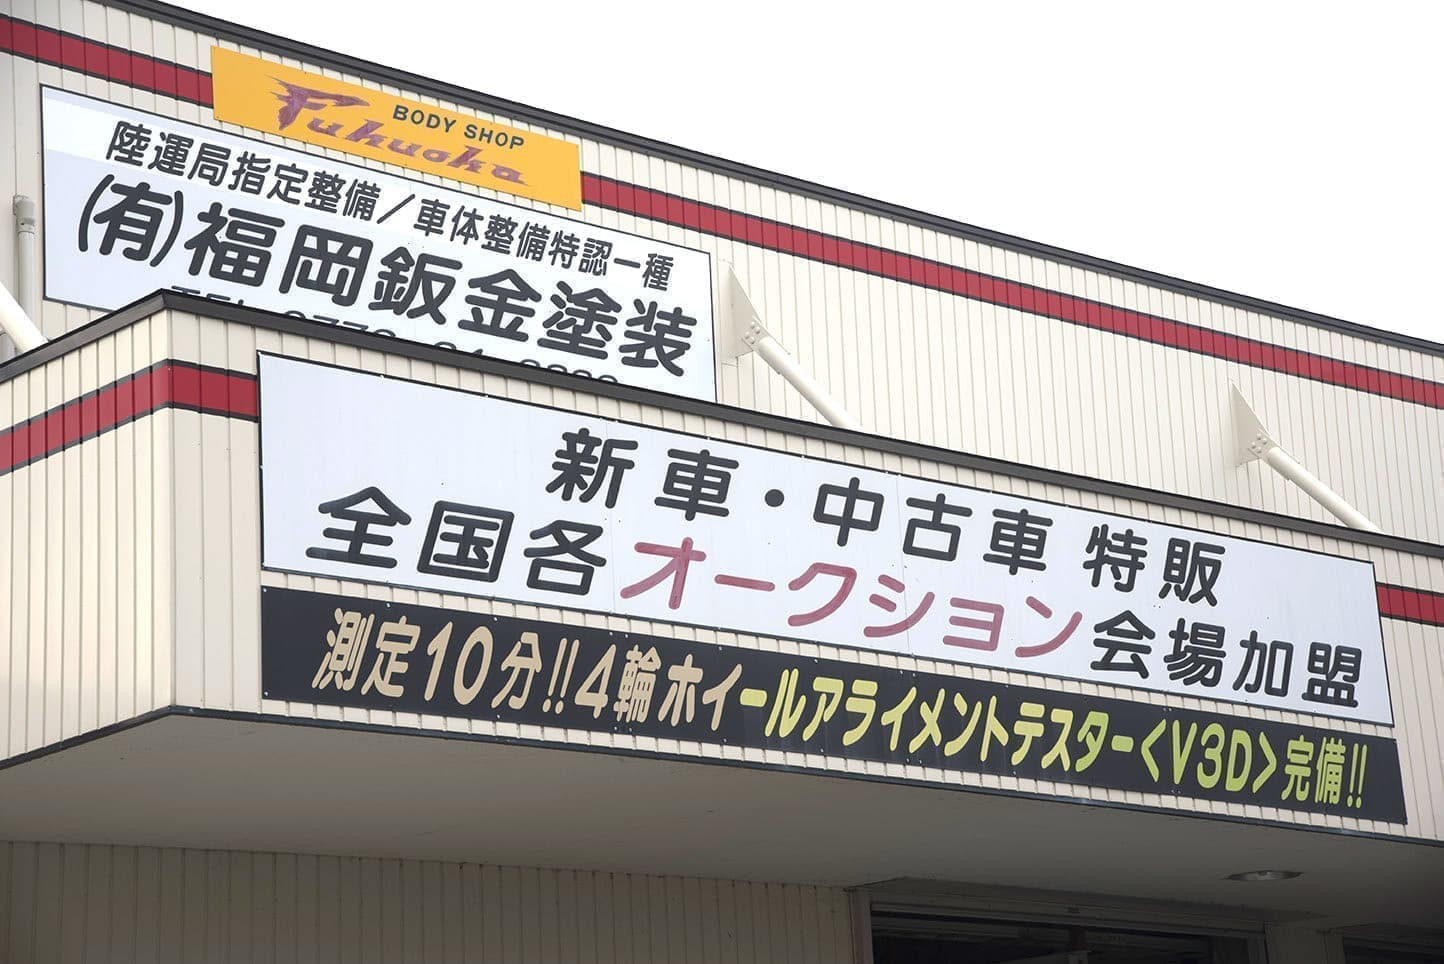 BODY SHOP
Fukuoka
陸運局指定整備／車体整備特認一種
(有)福岡鈑金塗装
新車・中古車 特販
全国各オークション会場加盟
測定10分!!4輪ホイールアライメントテスター<V3D>完備!!